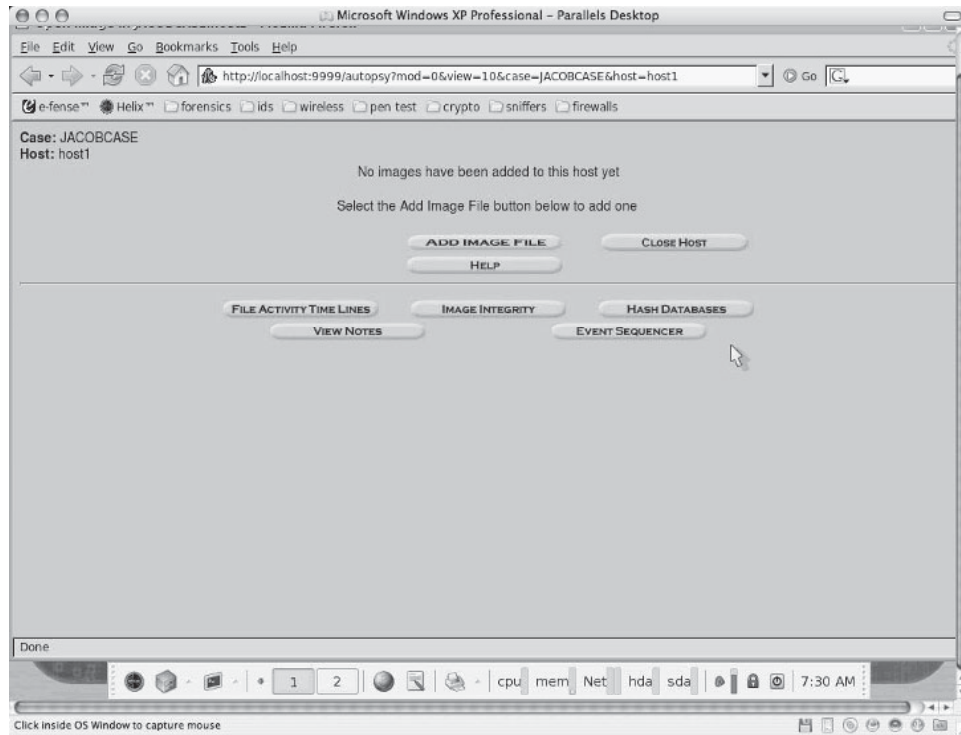 Microsoft Windows XP Professional – Parallels Desktop
File Edit View Go Bookmarks Tools Help
http://localhost:9999/autopsy?mod=0&view=10&case=JACOBCASE&host=host1
Go
G,
e-fense™ Helix™ forensics ids wireless pen test crypto sniffers firewalls
Case: JACOBCASE
Host: host1
No images have been added to this host yet
Select the Add Image File button below to add one
ADD IMAGE FILE CLOSE HOST
HELP
FILE ACTIVITY TIME LINES IMAGE INTEGRITY HASH DATABASES
VIEW NOTES EVENT SEQUENCER
Done
1 2 cpu mem Net hda sda 7:30 AM
Click inside OS Window to capture mouse